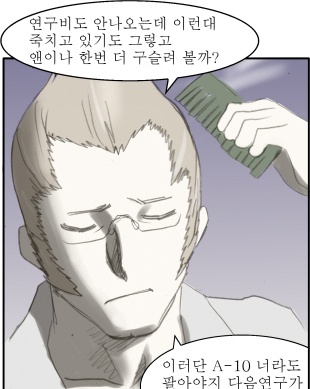 연구비도 안나오는데 이런대
죽치고 있기도 그렇고
앤이나 한번 더 구슬려 볼까?
이러단 A-10 너라도
팔아야지 다음연구가